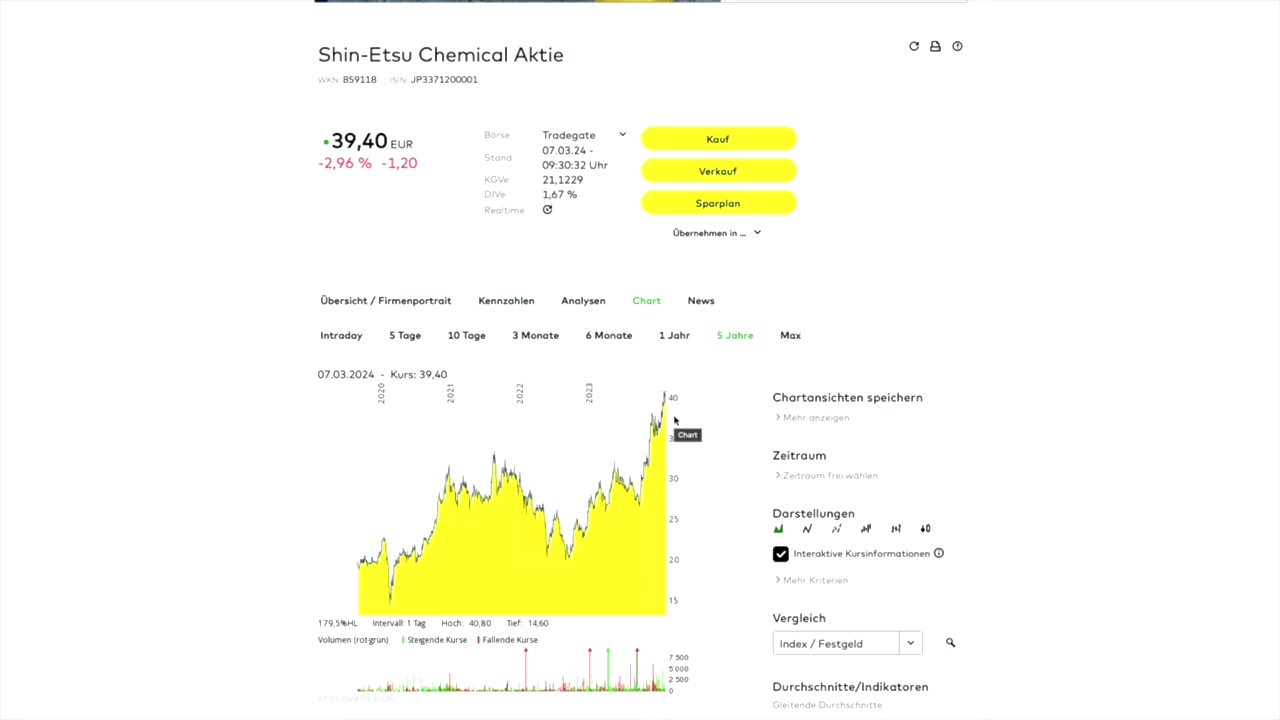 Shin-Etsu Chemical Aktie
WKN: 859118 ISIN: JP3371200001
39,40 EUR
-2,96 % -1,20
Börse Tradegate
Stand 07.03.24 -
09:30:32 Uhr
KGVe 21,1229
DIVe 1,67 %
Realtime
Kauf
Verkauf
Sparplan
Übernehmen in ...
Übersicht / Firmenportrait Kennzahlen Analysen Chart News
Intraday 5 Tage 10 Tage 3 Monate 6 Monate 1 Jahr 5 Jahre Max
07.03.2024 - Kurs: 39,40
2020 2021 2022 2023
40
Chart
30
25
20
15
179,5%HL Intervall: 1 Tag Hoch: 40,80 Tief: 14,60
Volumen (rot-grün) Steigende Kurse Fallende Kurse
7 500
5 000
2 500
0
Chartansichten speichern
Mehr anzeigen
Zeitraum
Zeitraum frei wählen
Darstellungen
Interaktive Kursinformationen
Mehr Kriterien
Vergleich
Index / Festgeld
Durchschnitte/Indikatoren
Gleitende Durchschnitte